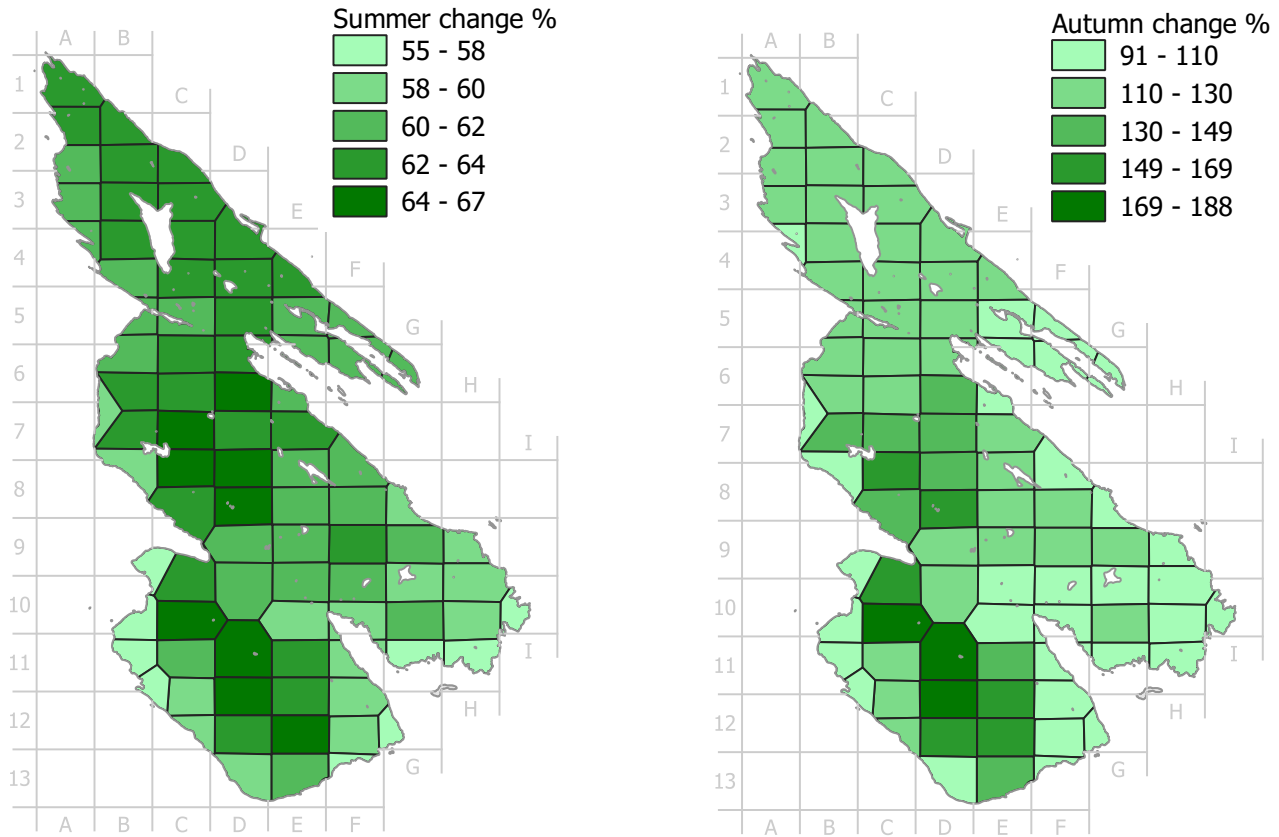 Summer change %
55 - 58
58 - 60
60 - 62
62 - 64
64 - 67
A B
C
D
E
F
G
H
I
1
2
3
4
5
6
7
8
9
10
11
12
13
I
H
G
A B C D E F
Autumn change %
91 - 110
110 - 130
130 - 149
149 - 169
169 - 188
A B
C
D
E
F
G
H
I
1
2
3
4
5
6
7
8
9
10
11
12
13
I
H
G
A B C D E F